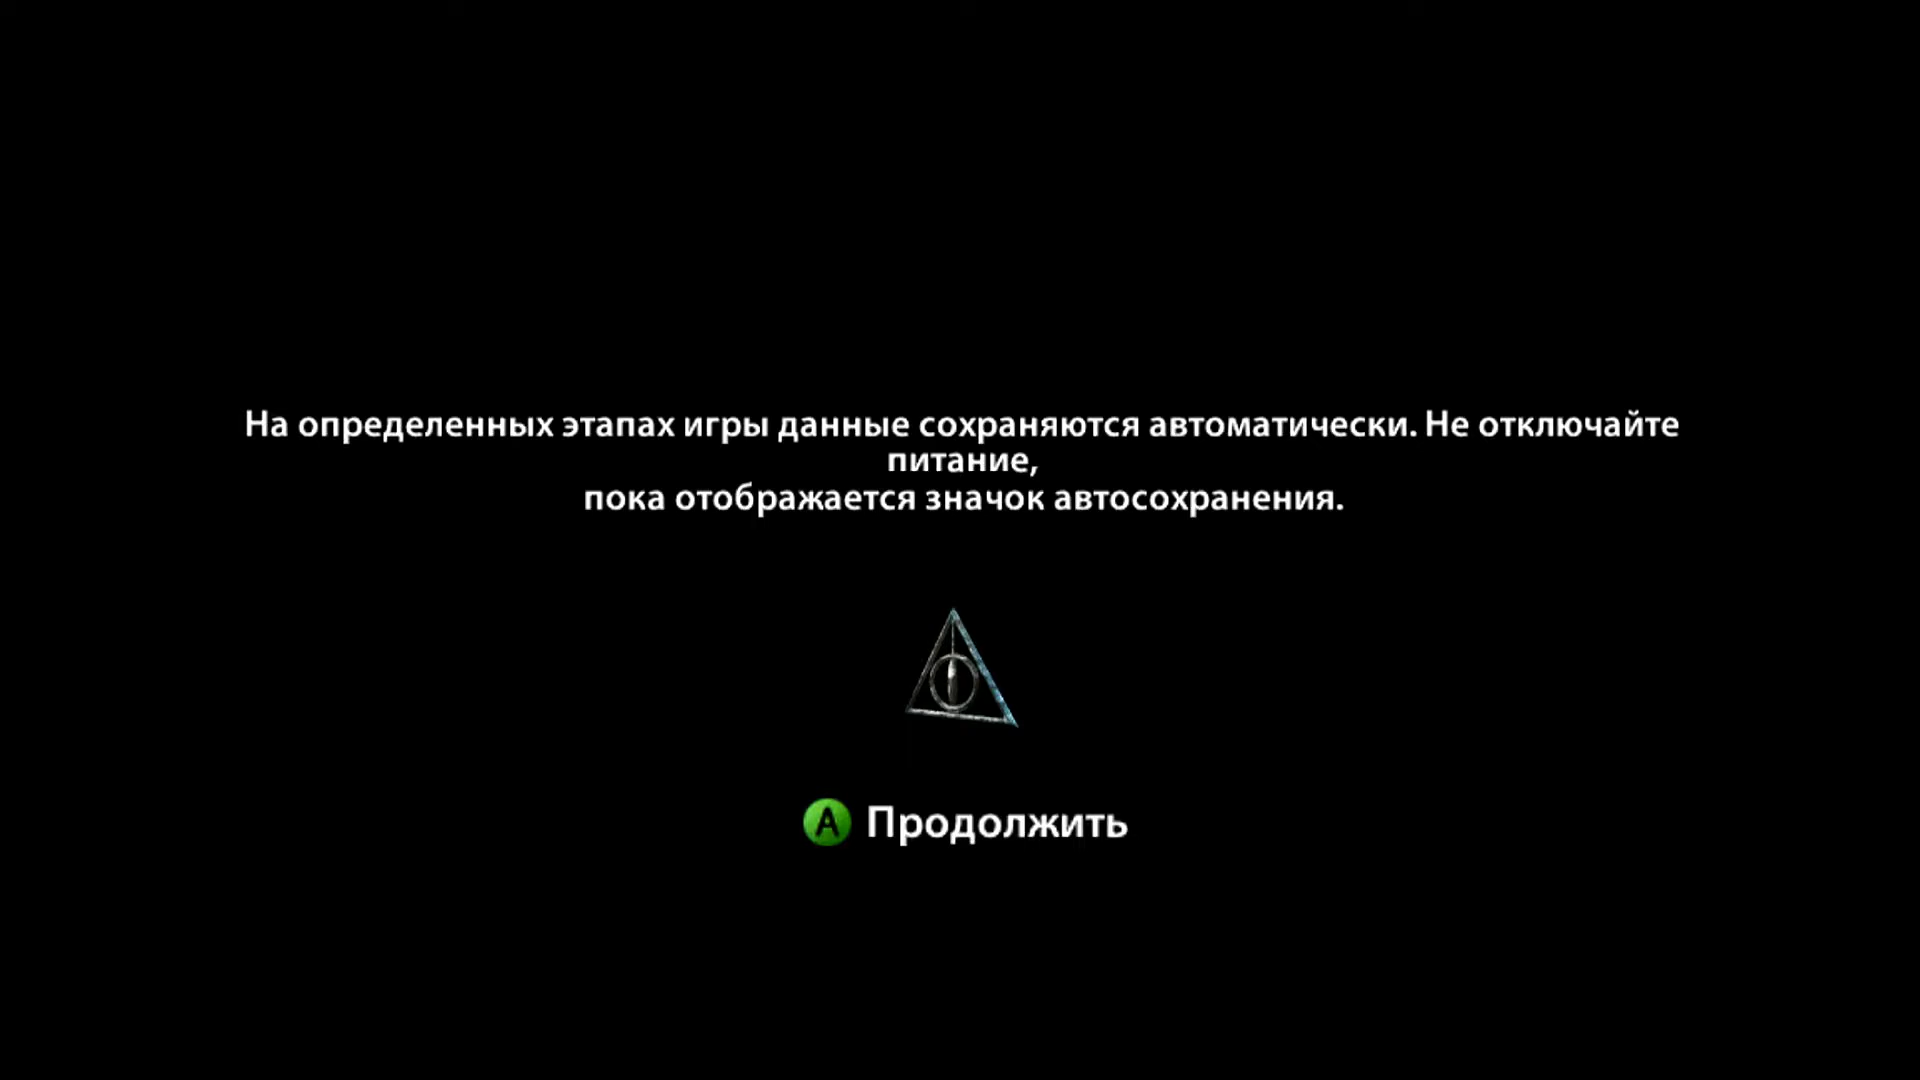 На определенных этапах игры данные сохраняются автоматически. Не отключайте
питание,
пока отображается значок автосохранения.
A Продолжить